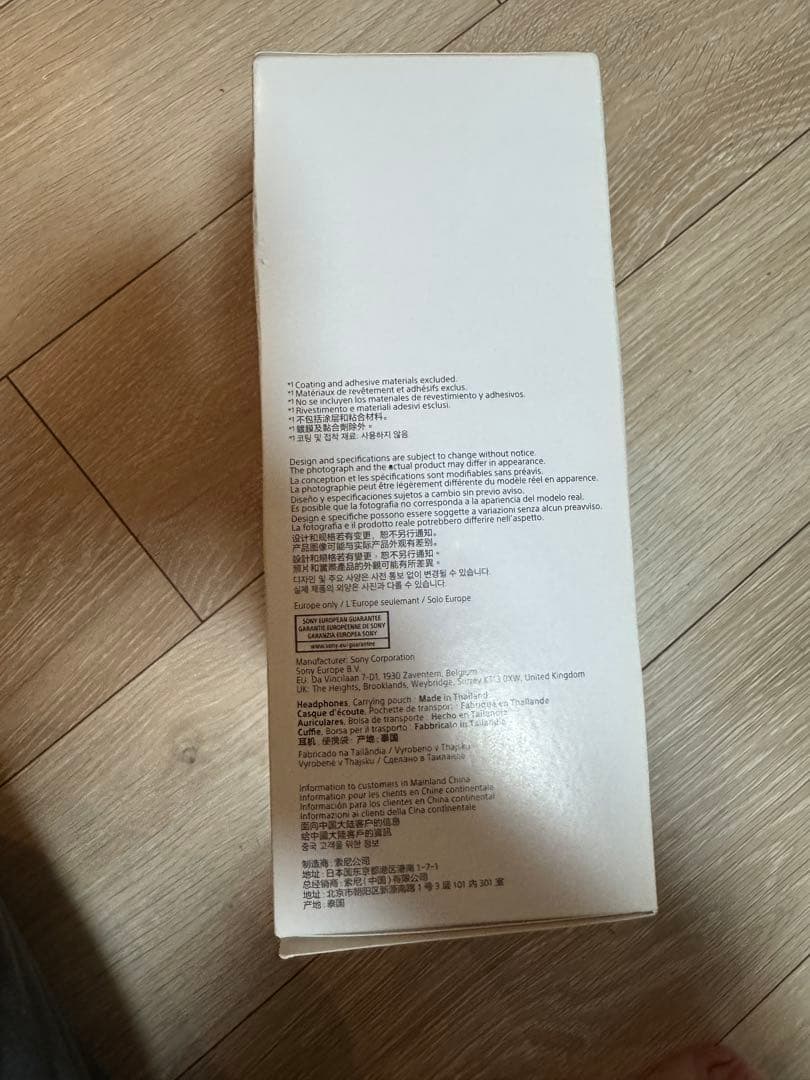 *1 Coating and adhesive materials excluded.
*1 Matériaux de revêtement et adhésifs exclus.
*1 No se incluyen los materiales de revestimiento y adhesivos.
*1 Rivestimento e materiali adesivi esclusi.
*1 不包括涂层和粘合材料。
*1 鍍膜及黏合劑除外。
*1 코팅 및 접착 재료 사용하지 않음
Design and specifications are subject to change without notice.
The photograph and the actual product may differ in appearance.
La conception et les spécifications sont modifiables sans préavis.
La photographie peut être légèrement différente du modèle réel en apparence.
Diseño y especificaciones sujetos a cambio sin previo aviso.
Es posible que la fotografía no corresponda a la apariencia del modelo real.
Design e specifiche possono essere soggette a variazioni senza alcun preavviso.
La fotografia e il prodotto reale potrebbero differire nell'aspetto.
设计和规格若有变更，恕不另行通知。
产品图像可能与实际产品外观有差别。
設計和規格若有變更，恕不另行通知。
照片和實際產品的外觀可能有所差異。
디자인 및 주요 사양은 사전 통보 없이 변경될 수 있습니다.
실제 제품의 외양은 사진과 다를 수 있습니다.
Europe only / L'Europe seulement / Solo Europe
SONY EUROPEAN GUARANTEE
GARANTIE EUROPÉENNE DE SONY
GARANZIA EUROPEA SONY
www.sony.eu/guarantee
Manufacturer: Sony Corporation
Sony Europe B.V.
EU: Da Vincilaan 7-D1, 1930 Zaventem, Belgium
UK: The Heights, Brooklands, Weybridge, Surrey KT13 0XW, United Kingdom
Headphones, Carrying pouch : Made in Thailand
Casque d'écoute, Pochette de transport : Fabriqué en Thaïlande
Auriculares, Bolsa de transporte : Hecho en Tailandia
Cuffie, Borsa per il trasporto : Fabbricato in Tailandia
耳机, 便携袋 : 产地: 泰国
Fabricado na Tailândia / Vyrobeno v Thajsku
Vyrobené v Thajsku / Сделано в Таиланде
Information to customers in Mainland China
Information pour les clients en Chine continentale
Información para los clientes en China continental
Informazioni ai clienti della Cina continentale
面向中国大陆客户的信息
給中國大陸客戶的資訊
중국 고객을 위한 정보
制造商: 索尼公司
地址: 日本国东京都港区港南 1-7-1
总经销商: 索尼(中国)有限公司
地址: 北京市朝阳区新源南路 1 号 3 层 101 内 301 室
产地: 泰国